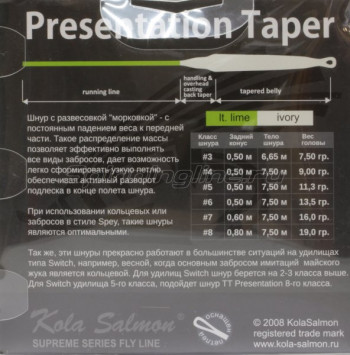 Presentation Taper
running line
handling &
overhead
casting
back taper
tapered belly
lt. lime
ivory
Шнур с развесовкой "морковкой" - с
постоянным падением веса к передней
части. Такое распределение массы
позволяет эффективно выполнять
все виды забросов, дает возможность
легко сформировать узкую петлю,
обеспечивая активный разворот
подлеска в конце полета шнура.
При использовании кольцевых или
забросов в стиле Spey, такие шнуры
являются оптимальными.
Класс шнура Задний конус Тело шнура Вес головы
#3 0,50 м 6,65 м 7,50 гр.
#4 0,50 м 7,50 м 9,00 гр.
#5 0,50 м 7,50 м 11,3 гр.
#6 0,50 м 7,50 м 13,5 гр.
#7 0,60 м 7,50 м 16,0 гр.
#8 0,80 м 7,50 м 19,0 гр.
Так же, эти шнуры прекрасно работают в большинстве ситуаций на удилищах
типа Switch, например, весной, когда основным забросом имитаций майского
жука является кольцевой. Для удилищ Switch шнур берется на 2-3 класса выше.
Для Switch удилища 5-го класса, подойдет шнур TT Presentation 8-го класса.
Kola Salmon
SUPREME SERIES FLY LINE
ОСНАЩЕН
ПЕТЛЯМИ
© 2008 KolaSalmon
registered trade mark
www.kola-salmon.ru